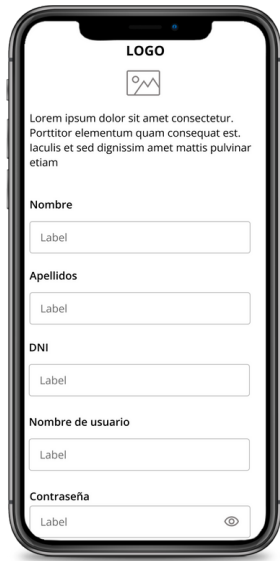 LOGO
Lorem ipsum dolor sit amet consectetur.
Porttitor elementum quam consequat est.
Iaculis et sed dignissim amet mattis pulvinar
etiam
Nombre
Label
Apellidos
Label
DNI
Label
Nombre de usuario
Label
Contraseña
Label